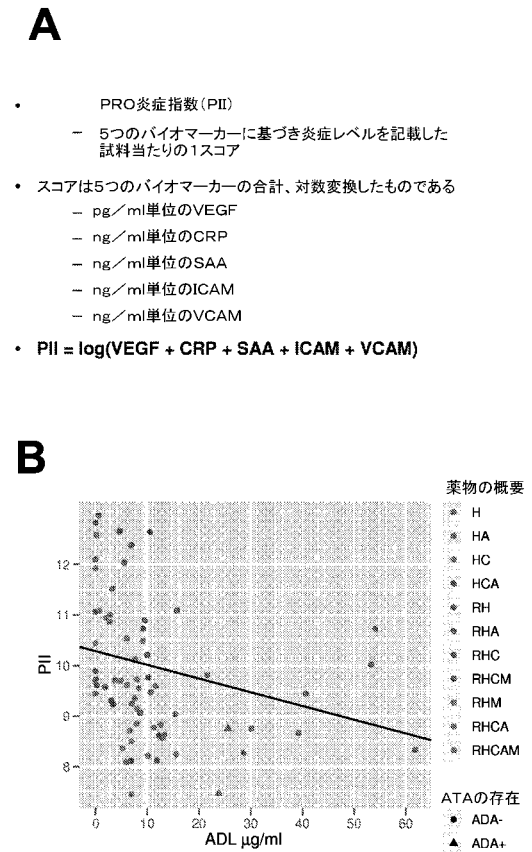 A
• PRO炎症指数(PII)
– 5つのバイオマーカーに基づき炎症レベルを記載した
試料当たりの1スコア
• スコアは5つのバイオマーカーの合計、対数変換したものである
– pg/ml単位のVEGF
– ng/ml単位のCRP
– ng/ml単位のSAA
– ng/ml単位のICAM
– ng/ml単位のVCAM
• PII = log(VEGF + CRP + SAA + ICAM + VCAM)
B
薬物の概要
H
HA
HC
HCA
RH
RHA
RHC
RHCM
RHM
RHCA
RHCAM
ATAの存在
ADA-
ADA+
PII
12
11
10
9
8
0 10 20 30 40 50 60
ADL μg/ml